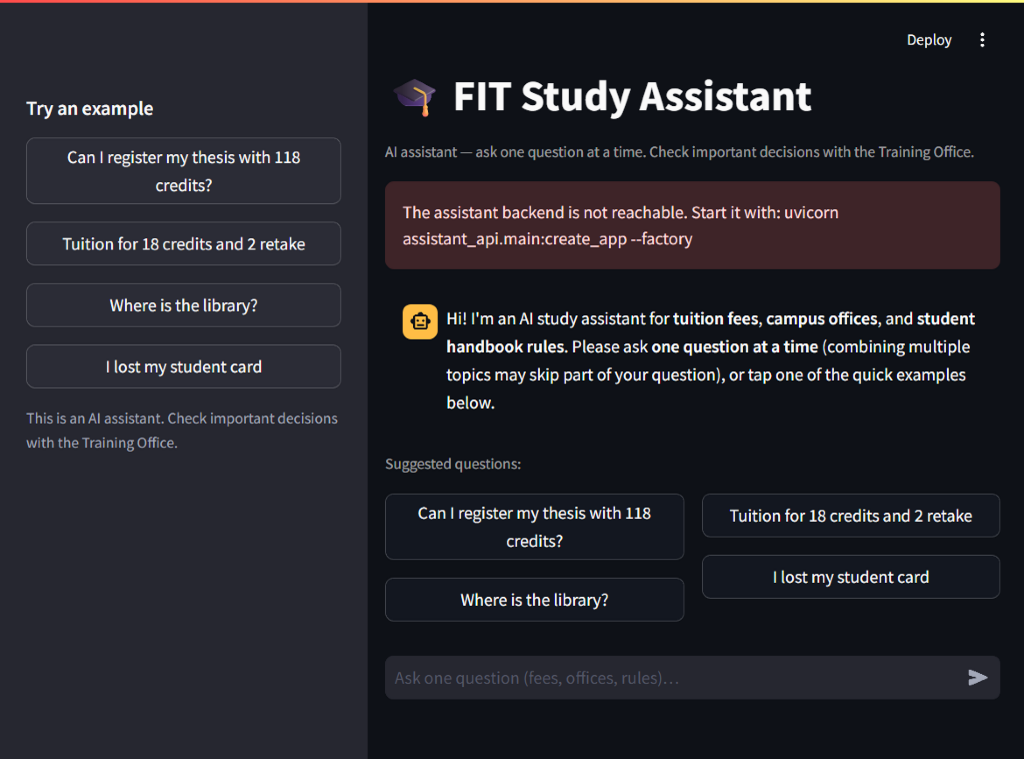 Deploy
Try an example
Can I register my thesis with 118
credits?
Tuition for 18 credits and 2 retake
Where is the library?
I lost my student card
This is an AI assistant. Check important decisions
with the Training Office.
FIT Study Assistant
AI assistant — ask one question at a time. Check important decisions with the Training Office.
The assistant backend is not reachable. Start it with: uvicorn
assistant_api.main:create_app --factory
Hi! I'm an AI study assistant for tuition fees, campus offices, and student
handbook rules. Please ask one question at a time (combining multiple
topics may skip part of your question), or tap one of the quick examples
below.
Suggested questions:
Can I register my thesis with 118
credits?
Tuition for 18 credits and 2 retake
Where is the library?
I lost my student card
Ask one question (fees, offices, rules)...